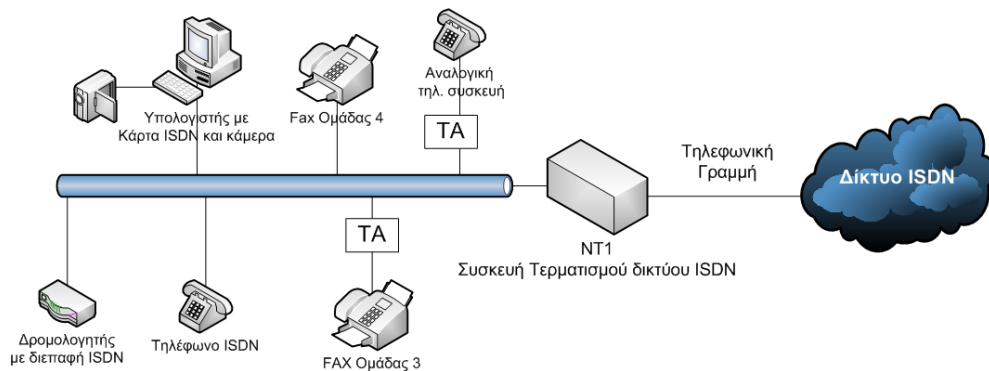 Αναλογική
τηλ. συσκευή
Υπολογιστής με
Κάρτα ISDN και κάμερα
Fax Ομάδας 4
TA
Τηλεφωνική
Γραμμή
Δίκτυο ISDN
TA
NT1
Συσκευή Τερματισμού δικτύου ISDN
Δρομολογητής
με διεπαφή ISDN
Τηλέφωνο ISDN
FAX Ομάδας 3